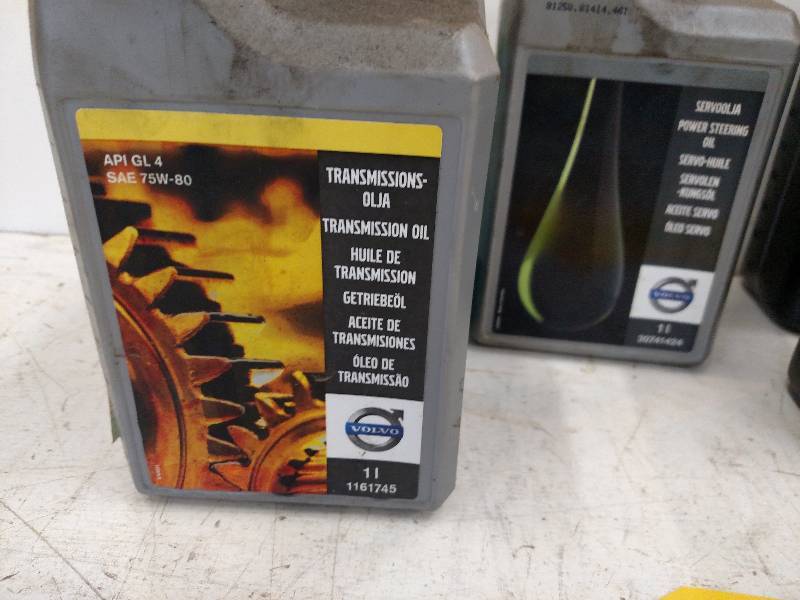 API GL 4
SAE 75W-80
TRANSMISSIONS-
OLJA
TRANSMISSION OIL
HUILE DE
TRANSMISSION
GETRIEBEÖL
ACEITE DE
TRANSMISIONES
ÓLEO DE
TRANSMISSÃO
VOLVO
1 l
1161745
SERVOOLJA
POWER STEERING
OIL
SERVO-HUILE
SERVOLEN
-KUNGSÖL
ACEITE SERVO
ÓLEO SERVO
VOLVO
1 l
30741424